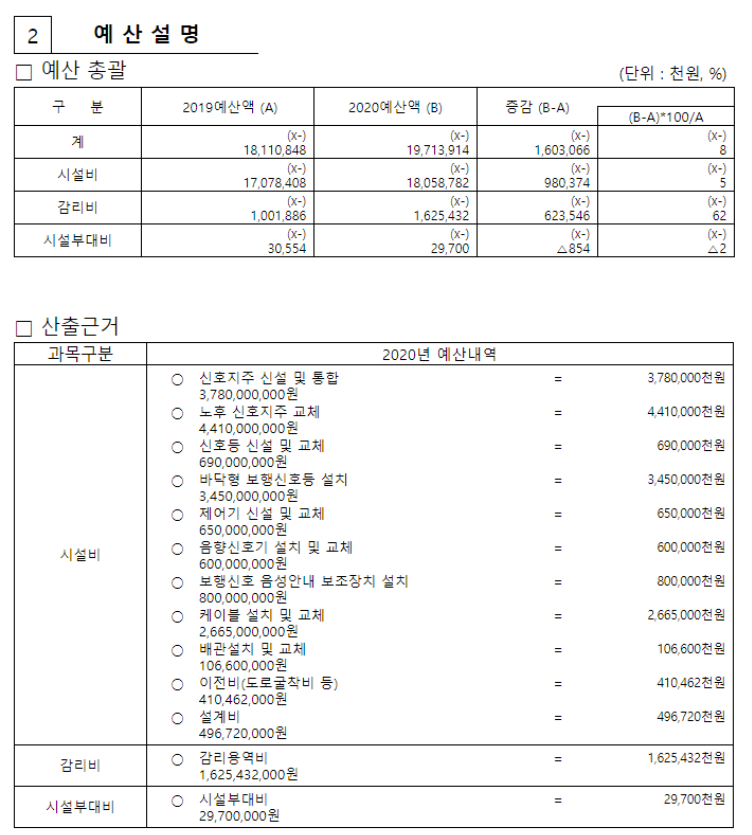 2 예 산 설 명
□ 예산 총괄 (단위 : 천원, %)
구 분 2019예산액 (A) 2020예산액 (B) 증감 (B-A)
(B-A)*100/A
계 (x-) (x-) (x-) (x-)
18,110,848 19,713,914 1,603,066 8
시설비 (x-) (x-) (x-) (x-)
17,078,408 18,058,782 980,374 5
감리비 (x-) (x-) (x-) (x-)
1,001,886 1,625,432 623,546 62
시설부대비 (x-) (x-) (x-) (x-)
30,554 29,700 △854 △2
□ 산출근거
과목구분 2020년 예산내역
시설비
○ 신호지주 신설 및 통합 = 3,780,000천원
3,780,000,000원
○ 노후 신호지주 교체 = 4,410,000천원
4,410,000,000원
○ 신호등 신설 및 교체 = 690,000천원
690,000,000원
○ 바닥형 보행신호등 설치 = 3,450,000천원
3,450,000,000원
○ 제어기 신설 및 교체 = 650,000천원
650,000,000원
○ 음향신호기 설치 및 교체 = 600,000천원
600,000,000원
○ 보행신호 음성안내 보조장치 설치 = 800,000천원
800,000,000원
○ 케이블 설치 및 교체 = 2,665,000천원
2,665,000,000원
○ 배관설치 및 교체 = 106,600천원
106,600,000원
○ 이전비(도로굴착비 등) = 410,462천원
410,462,000원
○ 설계비 = 496,720천원
496,720,000원
감리비
○ 감리용역비 = 1,625,432천원
1,625,432,000원
시설부대비
○ 시설부대비 = 29,700천원
29,700,000원